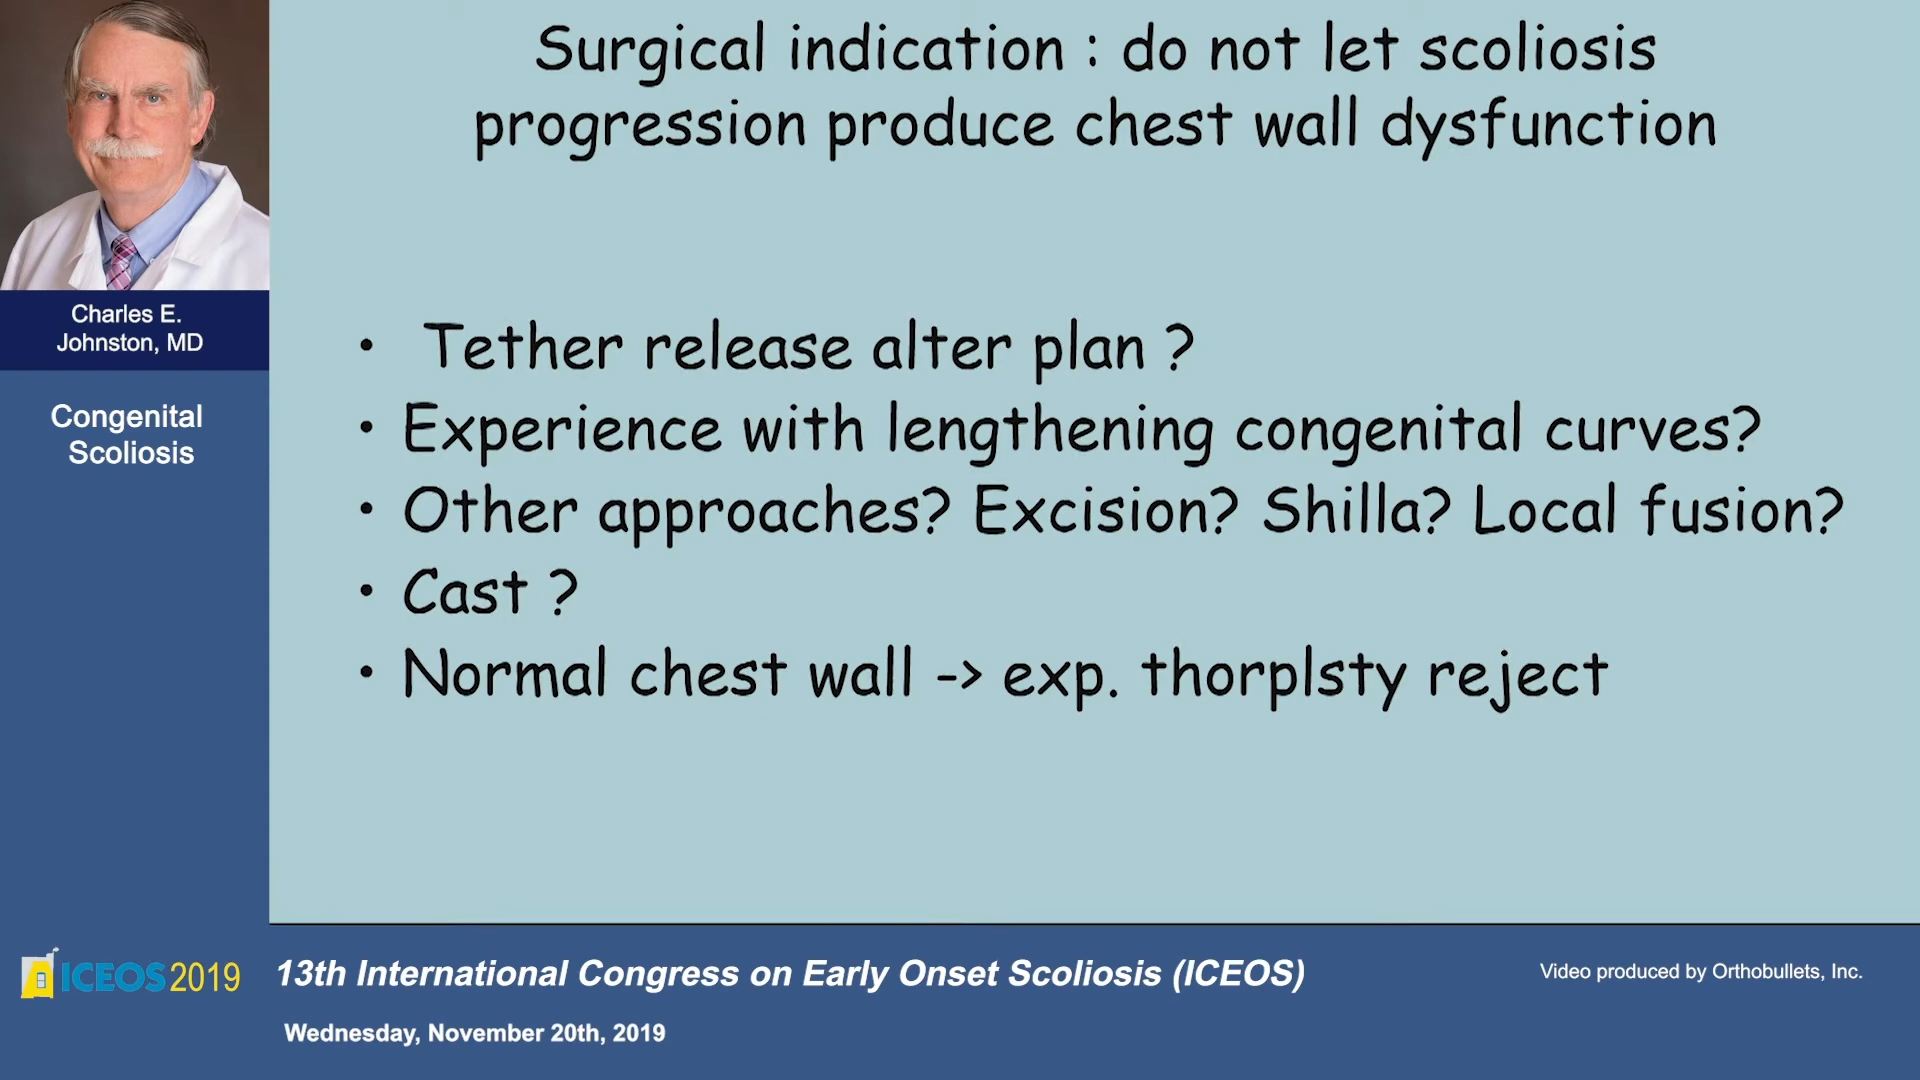 Surgical indication : do not let scoliosis
progression produce chest wall dysfunction
Charles E.
Johnston, MD
Congenital
Scoliosis
• Tether release alter plan ?
• Experience with lengthening congenital curves?
• Other approaches? Excision? Shilla? Local fusion?
• Cast ?
• Normal chest wall -> exp. thorplsty reject
ICEOS 2019
13th International Congress on Early Onset Scoliosis (ICEOS)
Video produced by Orthobullets, Inc.
Wednesday, November 20th, 2019